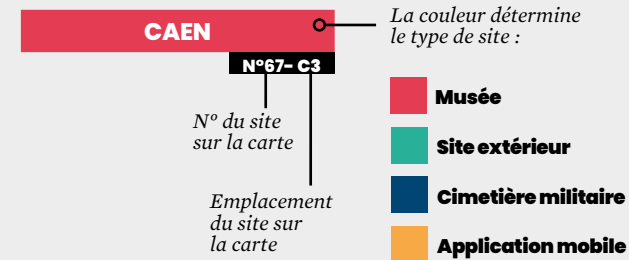 CAEN
N°67– C3
N° du site
sur la carte
Emplacement
du site sur
la carte
La couleur détermine
le type de site :
Musée
Site extérieur
Cimetière militaire
Application mobile